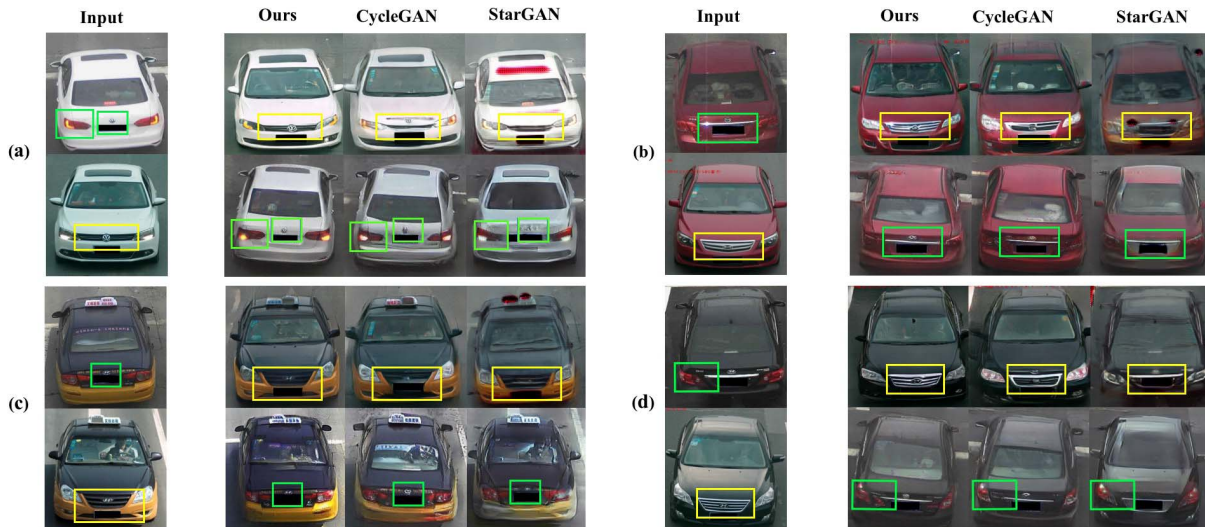 Input Ours CycleGAN StarGAN Input Ours CycleGAN StarGAN
(a) (b)
(c) (d)